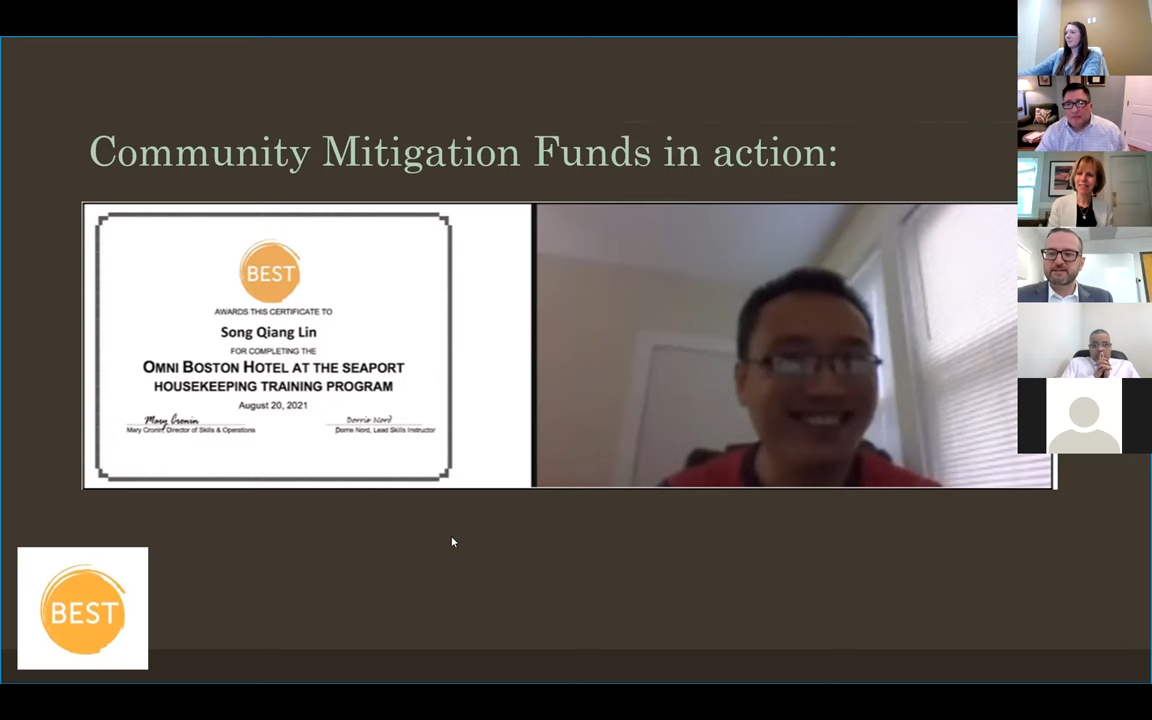 Community Mitigation Funds in action:
BEST
AWARDS THIS CERTIFICATE TO
Song Qiang Lin
FOR COMPLETING THE
OMNI BOSTON HOTEL AT THE SEAPORT
HOUSEKEEPING TRAINING PROGRAM
August 20, 2021
Mary Cronin Dorrie Nord
Mary Cronin, Director of Skills & Operations Dorrie Nord, Lead Skills Instructor
BEST